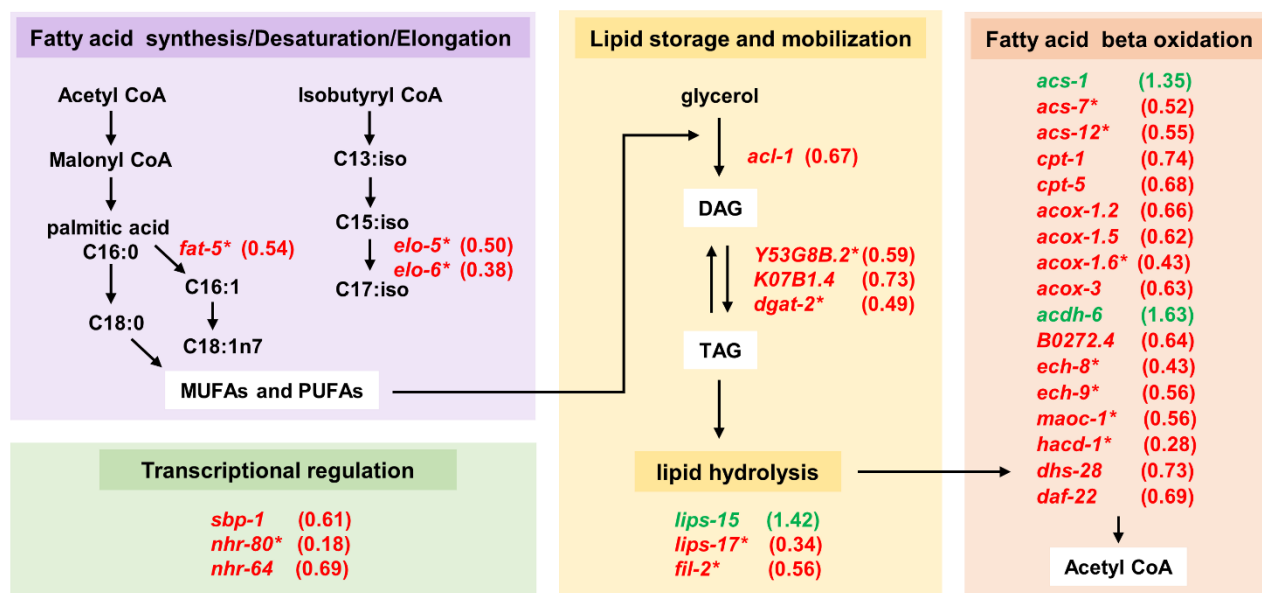 Fatty acid synthesis/Desaturation/Elongation
Acetyl CoA
Malonyl CoA
palmitic acid
C16:0
fat-5* (0.54)
C16:1
C18:0
C18:1n7
Isobutyryl CoA
C13:iso
C15:iso
elo-5* (0.50)
elo-6* (0.38)
C17:iso
MUFAs and PUFAs
Transcriptional regulation
sbp-1 (0.61)
nhr-80* (0.18)
nhr-64 (0.69)
Lipid storage and mobilization
glycerol
acl-1 (0.67)
DAG
Y53G8B.2* (0.59)
K07B1.4 (0.73)
dgat-2* (0.49)
TAG
lipid hydrolysis
lips-15 (1.42)
lips-17* (0.34)
fil-2* (0.56)
Fatty acid beta oxidation
acs-1 (1.35)
acs-7* (0.52)
acs-12* (0.55)
cpt-1 (0.74)
cpt-5 (0.68)
acox-1.2 (0.66)
acox-1.5 (0.62)
acox-1.6* (0.43)
acox-3 (0.63)
acdh-6 (1.63)
B0272.4 (0.64)
ech-8* (0.43)
ech-9* (0.56)
maoc-1* (0.56)
hacd-1* (0.28)
dhs-28 (0.73)
daf-22 (0.69)
Acetyl CoA